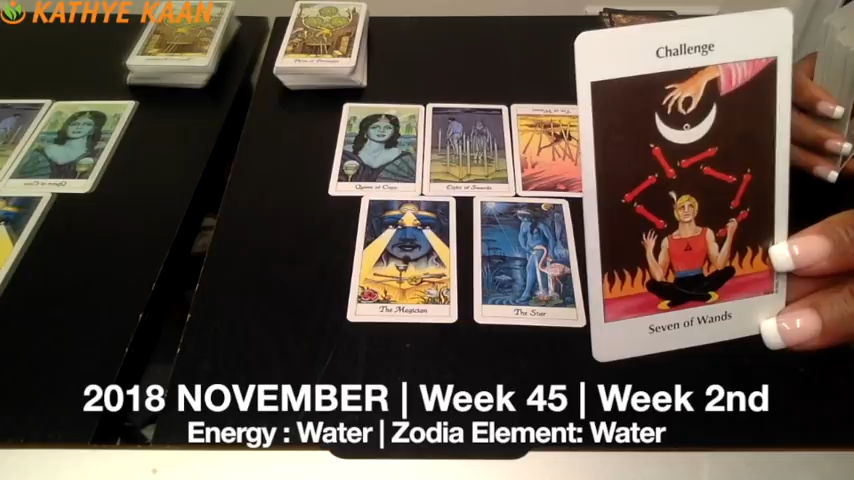 KATHYE KAAN
Challenge
Queen of Cups
Eight of Swords
The Magician
The Star
Seven of Wands
2018 NOVEMBER | Week 45 | Week 2nd
Energy : Water | Zodia Element: Water